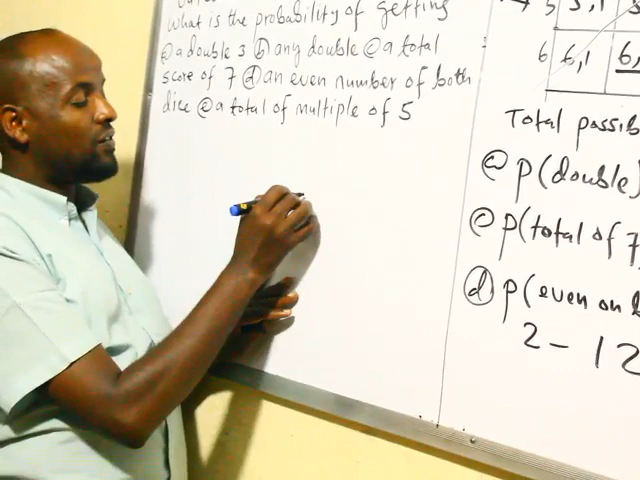 What is the probability of getting
ⓐ a double 3 ⓑ any double ⓒ a total
score of 7 ⓓ an even number of both
dice ⓔ a total of multiple of 5
5 5,1
6 6,1 6,
Total possib
ⓐ p(double)
ⓒ p(total of 7
ⓓ p(even on
2 - 12